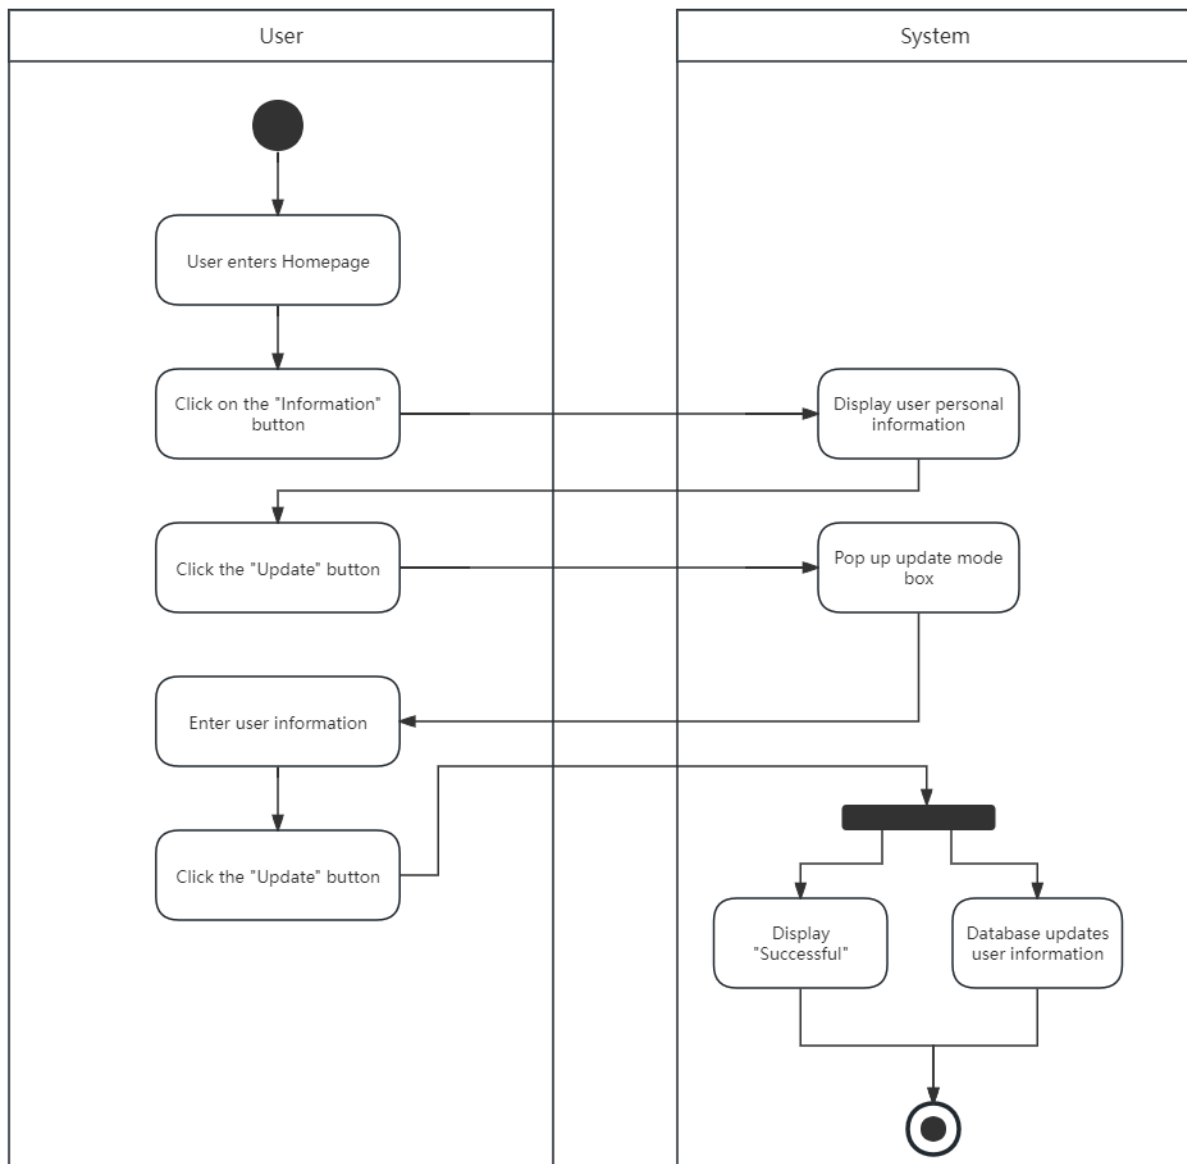 User
System
User enters Homepage
Click on the "Information"
button
Display user personal
information
Click the "Update" button
Pop up update mode
box
Enter user information
Click the "Update" button
Display
"Successful"
Database updates
user information